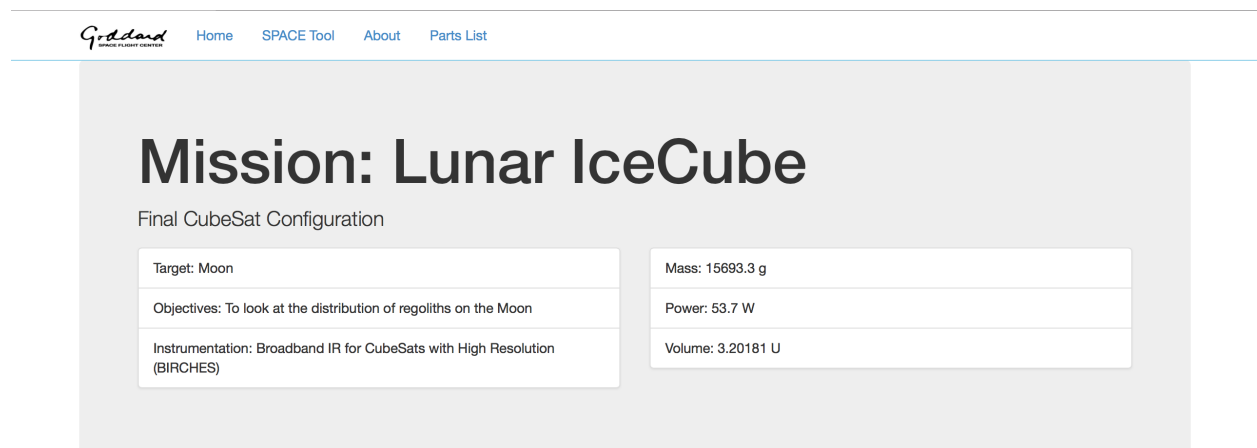 Goddard
SPACE FLIGHT CENTER
Home SPACE Tool About Parts List
Mission: Lunar IceCube
Final CubeSat Configuration
Target: Moon
Objectives: To look at the distribution of regoliths on the Moon
Instrumentation: Broadband IR for CubeSats with High Resolution
(BIRCHES)
Mass: 15693.3 g
Power: 53.7 W
Volume: 3.20181 U